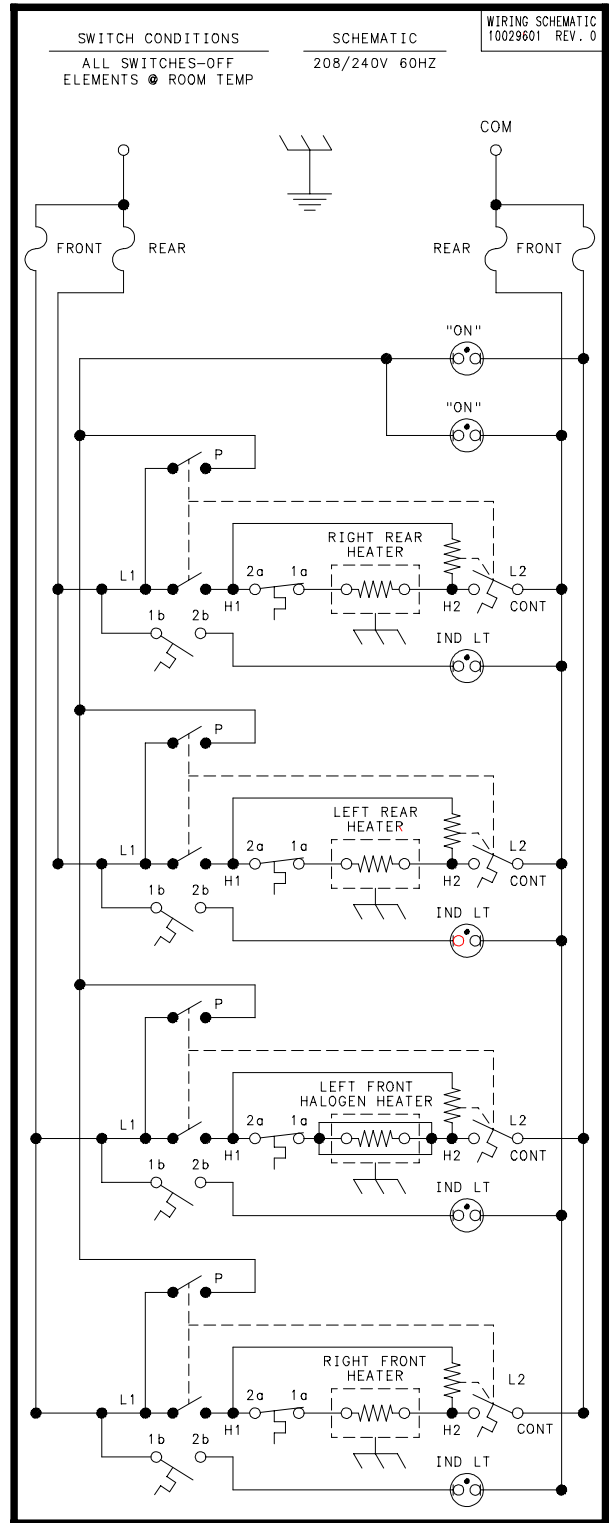 WIRING SCHEMATIC
10029601 REV. 0
SWITCH CONDITIONS
ALL SWITCHES-OFF
ELEMENTS @ ROOM TEMP
SCHEMATIC
208/240V 60HZ
COM
FRONT
REAR
REAR
FRONT
"ON"
"ON"
P
RIGHT REAR
HEATER
L1
2a
1a
L2
H1
H2
CONT
1b
2b
IND LT
P
LEFT REAR
HEATER
L1
2a
1a
L2
H1
H2
CONT
1b
2b
IND LT
P
LEFT FRONT
HALOGEN HEATER
L1
2a
1a
L2
H1
H2
CONT
1b
2b
IND LT
P
RIGHT FRONT
HEATER
L1
2a
1a
L2
H1
H2
CONT
1b
2b
IND LT